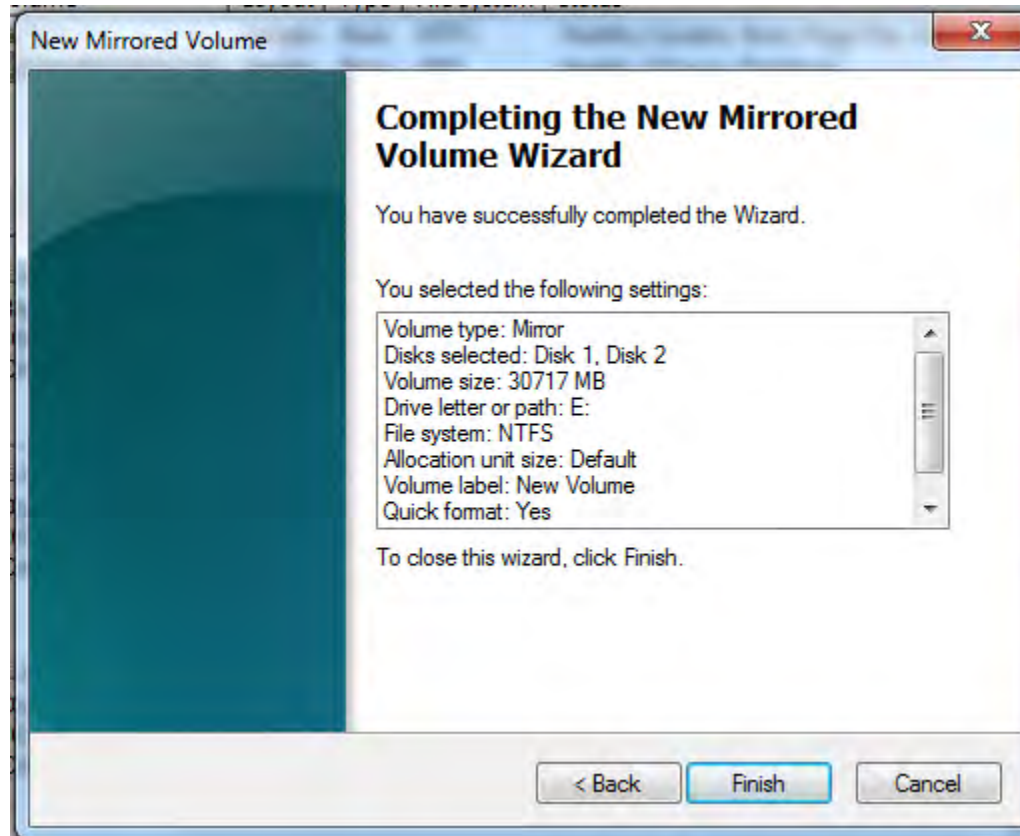 New Mirrored Volume
Completing the New Mirrored
Volume Wizard
You have successfully completed the Wizard.
You selected the following settings:
Volume type: Mirror
Disks selected: Disk 1, Disk 2
Volume size: 30717 MB
Drive letter or path: E:
File system: NTFS
Allocation unit size: Default
Volume label: New Volume
Quick format: Yes
To close this wizard, click Finish.
< Back Finish Cancel